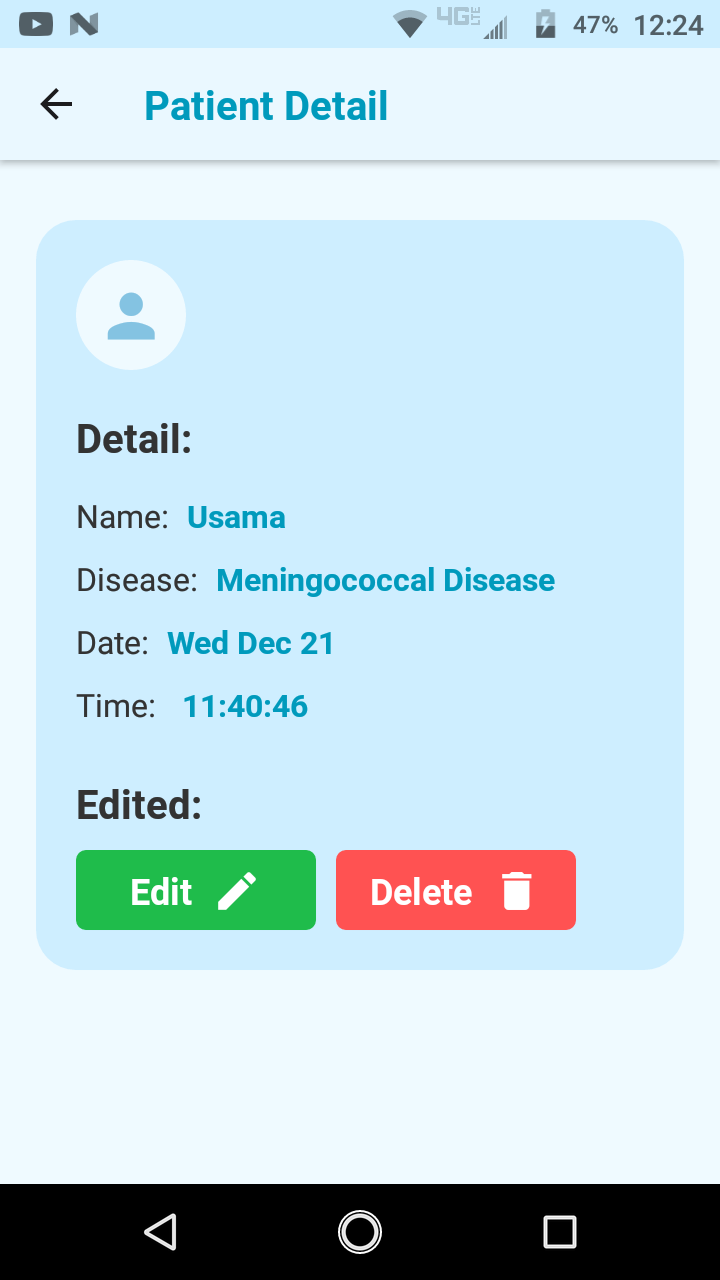 4G LTE 47% 12:24
Patient Detail
Detail:
Name: Usama
Disease: Meningococcal Disease
Date: Wed Dec 21
Time: 11:40:46
Edited:
Edit Delete